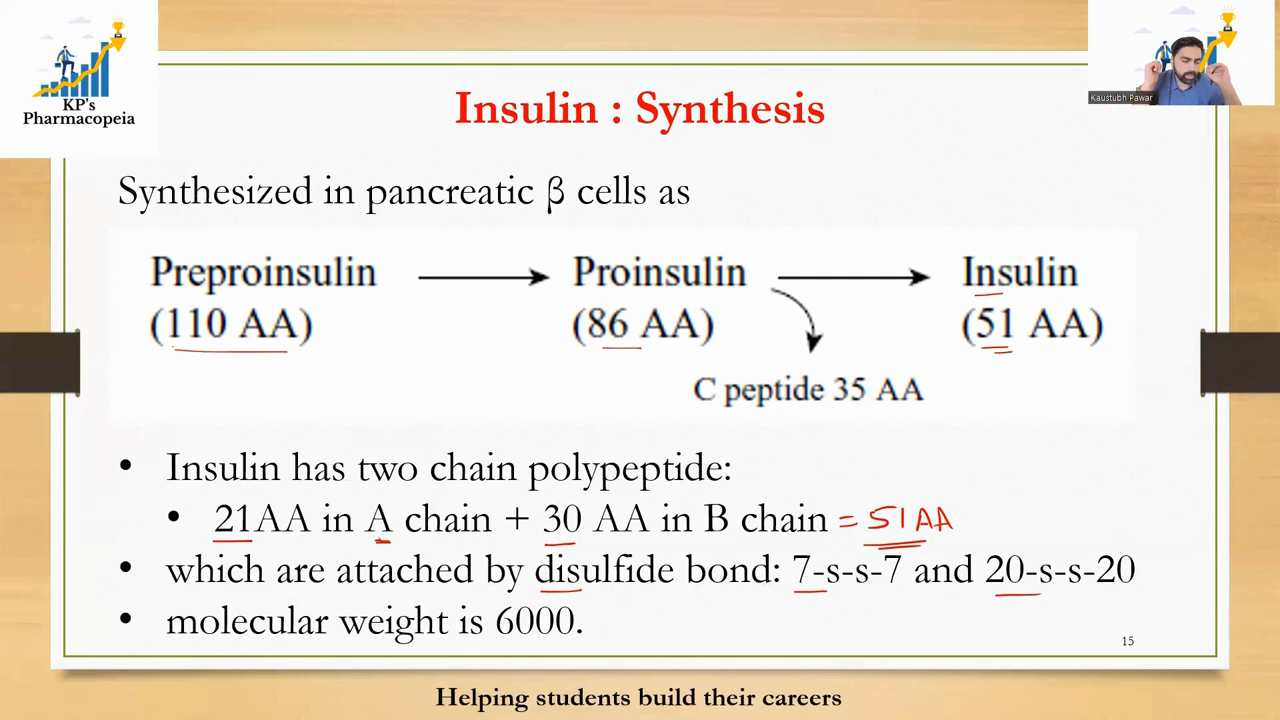 KP's
Pharmacopeia
Kaustubh Pawar
Insulin : Synthesis
Synthesized in pancreatic β cells as
Preproinsulin Proinsulin Insulin
(110 AA) (86 AA) (51 AA)
C peptide 35 AA
• Insulin has two chain polypeptide:
• 21AA in A chain + 30 AA in B chain = 51 AA
• which are attached by disulfide bond: 7-s-s-7 and 20-s-s-20
• molecular weight is 6000.
15
Helping students build their careers